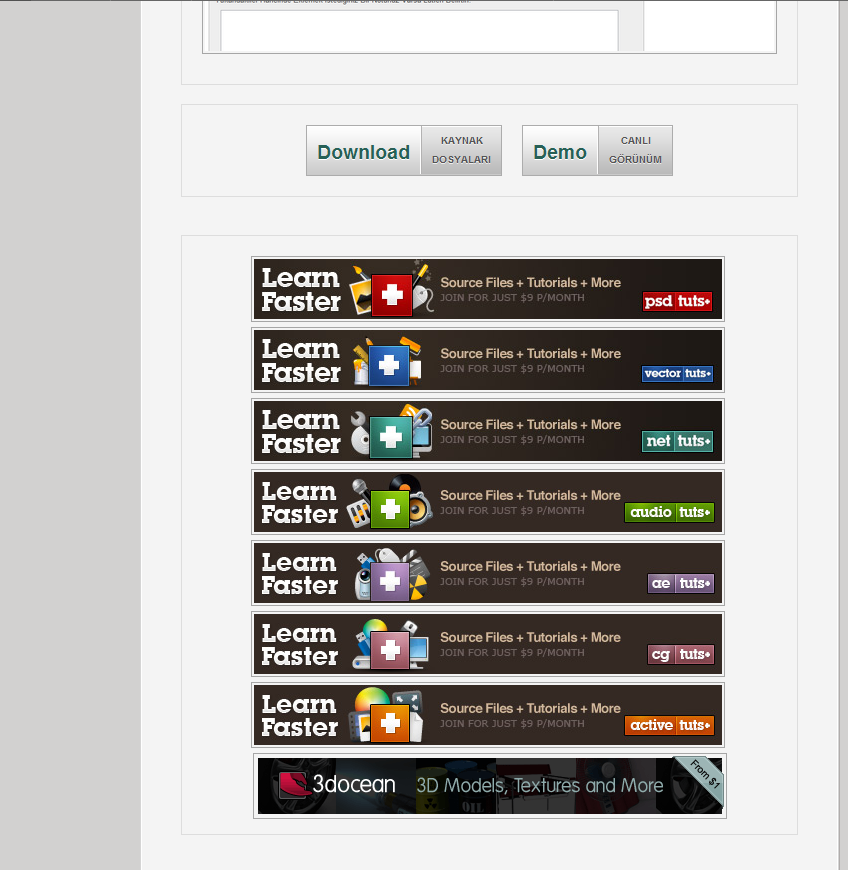 Download
KAYNAK
DOSYALARI
Demo
CANLI
GÖRÜNÜM
Learn
Faster
Source Files + Tutorials + More
JOIN FOR JUST $9 P/MONTH
psd tuts+
Learn
Faster
Source Files + Tutorials + More
JOIN FOR JUST $9 P/MONTH
vector tuts+
Learn
Faster
Source Files + Tutorials + More
JOIN FOR JUST $9 P/MONTH
net tuts+
Learn
Faster
Source Files + Tutorials + More
JOIN FOR JUST $9 P/MONTH
audio tuts+
Learn
Faster
Source Files + Tutorials + More
JOIN FOR JUST $9 P/MONTH
ae tuts+
Learn
Faster
Source Files + Tutorials + More
JOIN FOR JUST $9 P/MONTH
cg tuts+
Learn
Faster
Source Files + Tutorials + More
JOIN FOR JUST $9 P/MONTH
active tuts+
3docean
3D Models, Textures and More
From $1
OIL